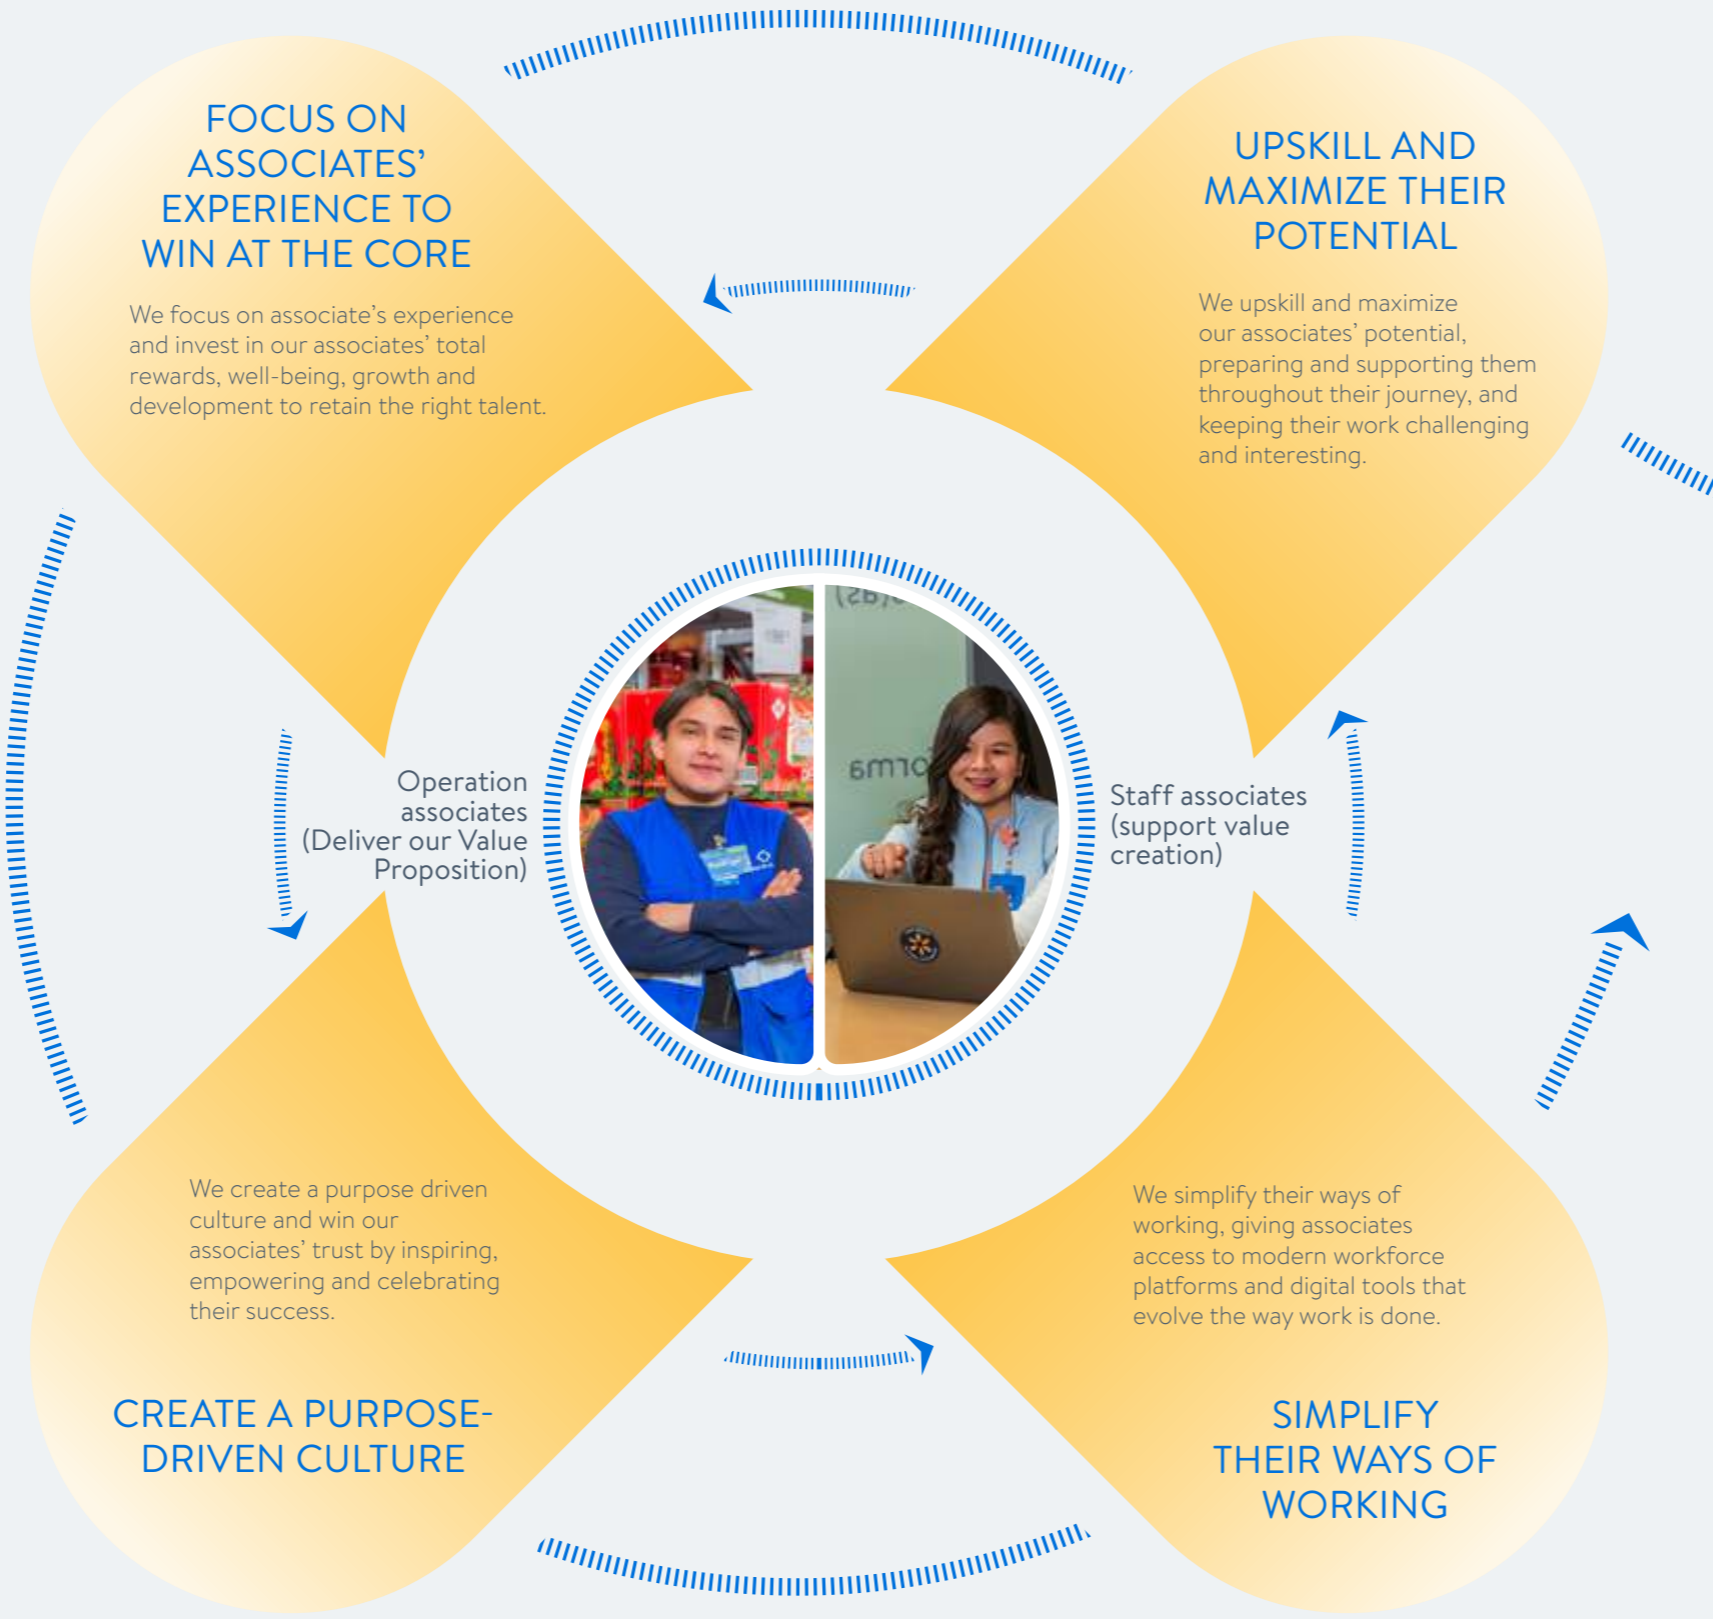 FOCUS ON
ASSOCIATES’
EXPERIENCE TO
WIN AT THE CORE
We focus on associate’s experience
and invest in our associates’ total
rewards, well-being, growth and
development to retain the right talent.
UPSKILL AND
MAXIMIZE THEIR
POTENTIAL
We upskill and maximize
our associates’ potential,
preparing and supporting them
throughout their journey, and
keeping their work challenging
and interesting.
Operation
associates
(Deliver our Value
Proposition)
Staff associates
(support value
creation)
We create a purpose driven
culture and win our
associates’ trust by inspiring,
empowering and celebrating
their success.
CREATE A PURPOSE-
DRIVEN CULTURE
We simplify their ways of
working, giving associates
access to modern workforce
platforms and digital tools that
evolve the way work is done.
SIMPLIFY
THEIR WAYS OF
WORKING